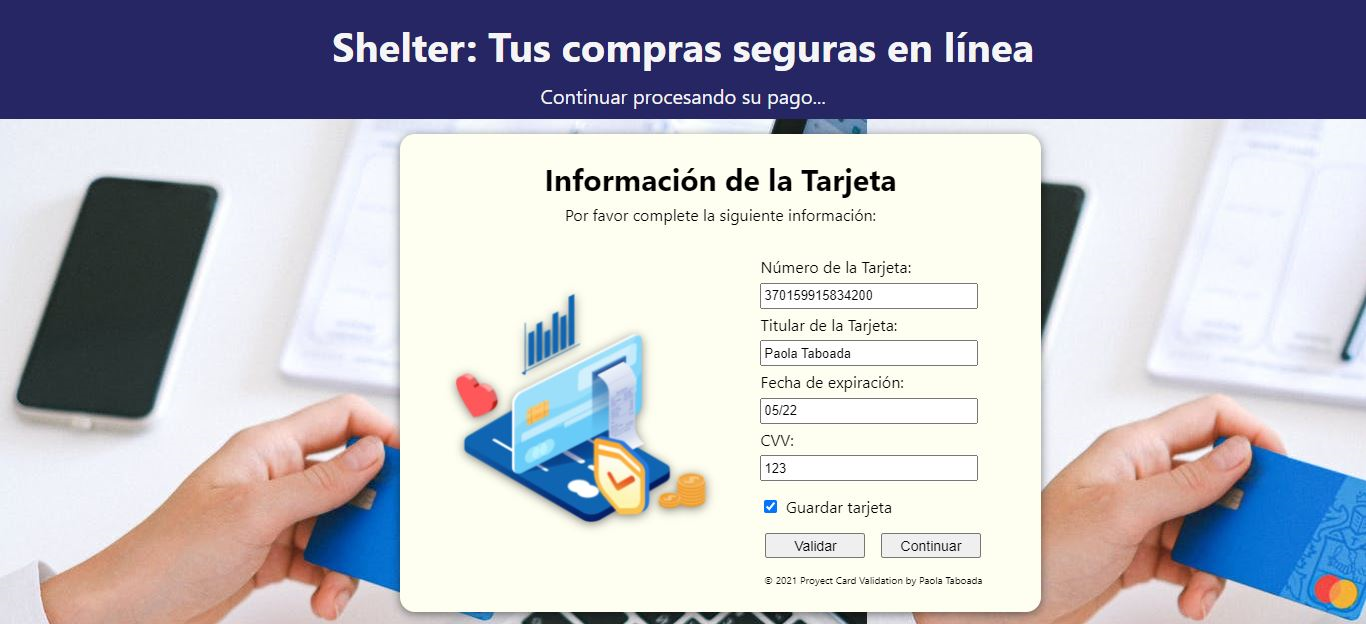 Shelter: Tus compras seguras en línea
Continuar procesando su pago...
Información de la Tarjeta
Por favor complete la siguiente información:
Número de la Tarjeta:
370159915834200
Titular de la Tarjeta:
Paola Taboada
Fecha de expiración:
05/22
CVV:
123
Guardar tarjeta
Validar Continuar
© 2021 Proyect Card Validation by Paola Taboada